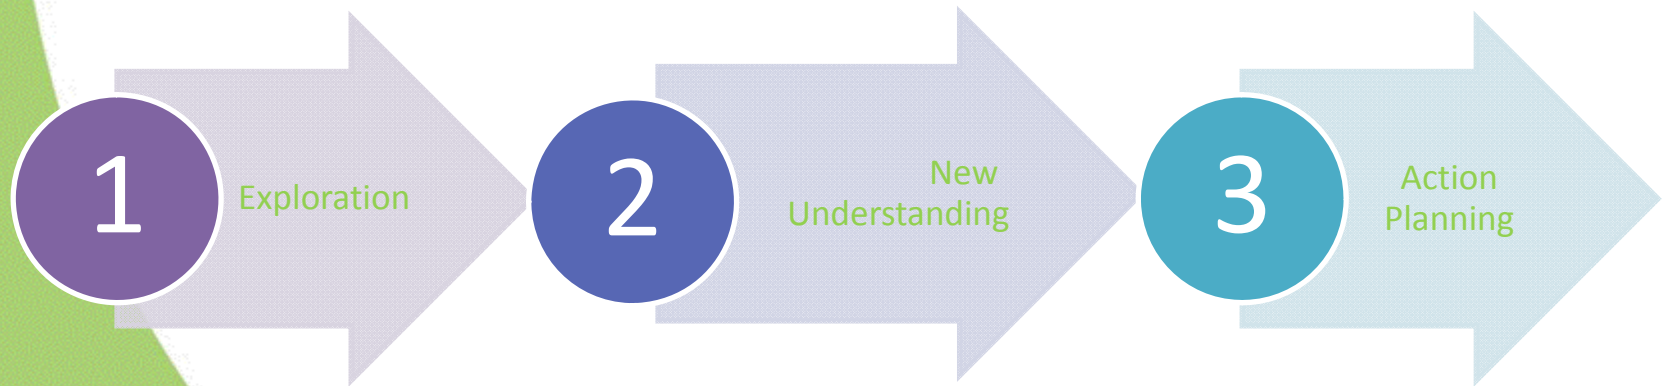 1
Exploration
2
New
Understanding
3
Action
Planning